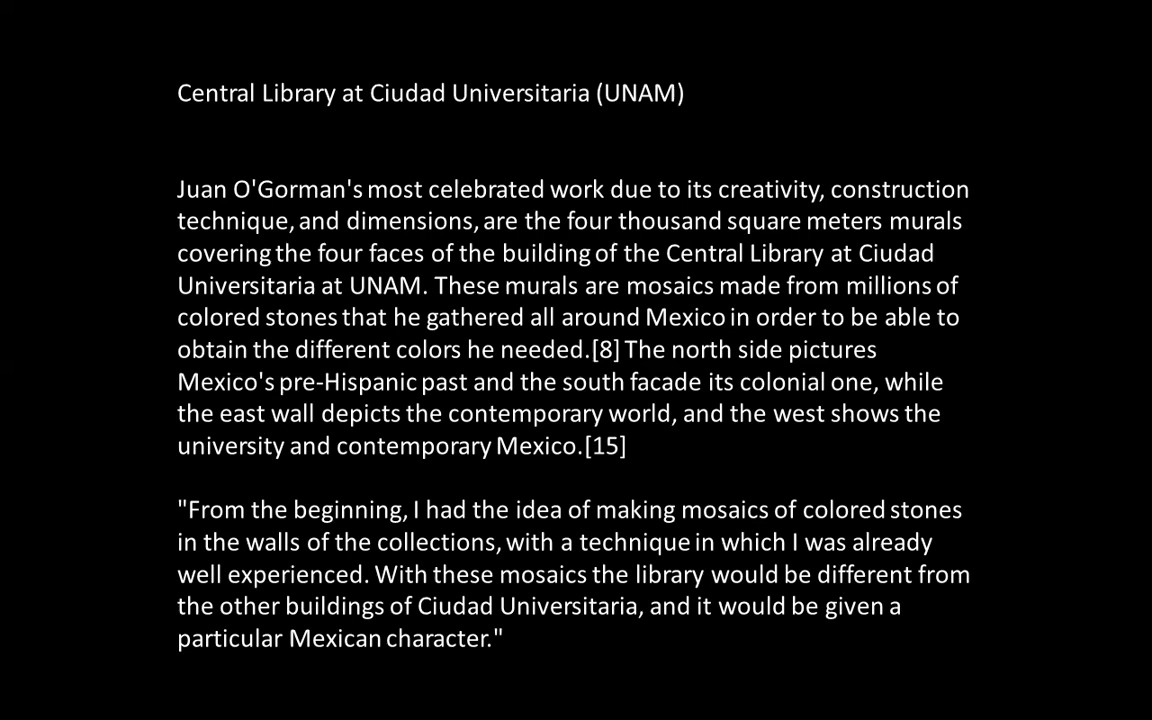 Central Library at Ciudad Universitaria (UNAM)
Juan O'Gorman's most celebrated work due to its creativity, construction
technique, and dimensions, are the four thousand square meters murals
covering the four faces of the building of the Central Library at Ciudad
Universitaria at UNAM. These murals are mosaics made from millions of
colored stones that he gathered all around Mexico in order to be able to
obtain the different colors he needed.[8] The north side pictures
Mexico's pre-Hispanic past and the south facade its colonial one, while
the east wall depicts the contemporary world, and the west shows the
university and contemporary Mexico.[15]
"From the beginning, I had the idea of making mosaics of colored stones
in the walls of the collections, with a technique in which I was already
well experienced. With these mosaics the library would be different from
the other buildings of Ciudad Universitaria, and it would be given a
particular Mexican character."